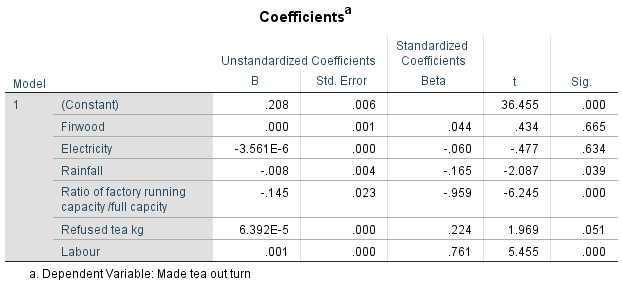 Coefficientsa
Unstandardized Coefficients Standardized Coefficients
Model B Std. Error Beta t Sig.
1 (Constant) .208 .006 36.455 .000
Firwood .000 .001 .044 .434 .665
Electricity -3.561E-6 .000 -.060 -.477 .634
Rainfall -.008 .004 -.165 -2.087 .039
Ratio of factory running
capacity /full capcity -.145 .023 -.959 -6.245 .000
Refused tea kg 6.392E-5 .000 .224 1.969 .051
Labour .001 .000 .761 5.455 .000
a. Dependent Variable: Made tea out turn